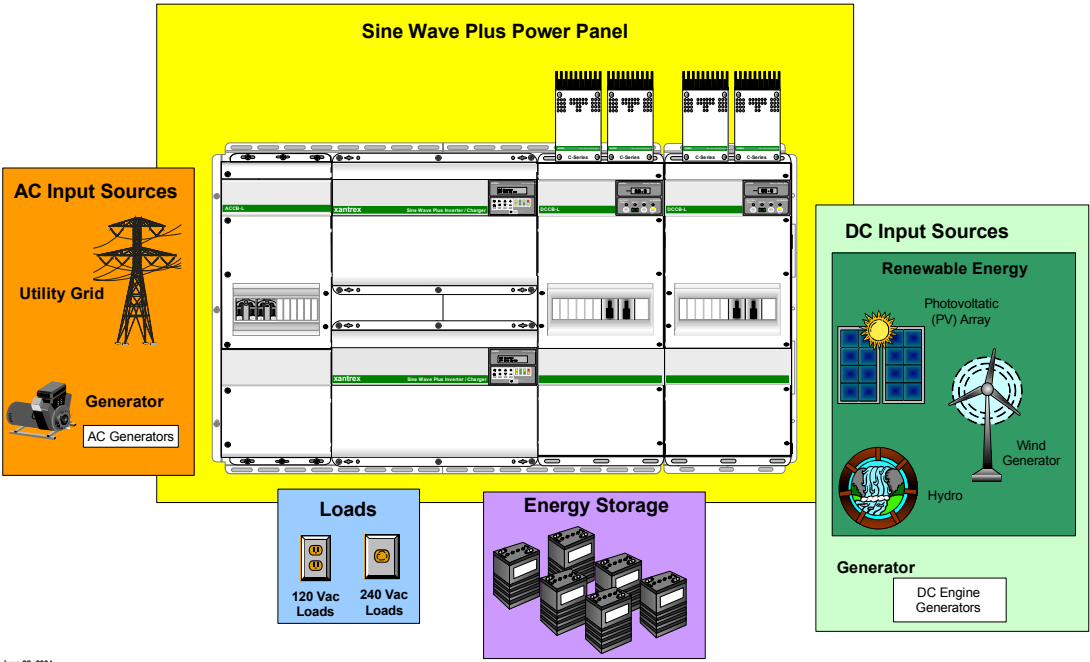 Sine Wave Plus Power Panel
C-Series
C-Series
C-Series
C-Series
AC Input Sources
Utility Grid
Generator
AC Generators
ACCB-L
xantrex
Sine Wave Plus Inverter / Charger
DCCB-L
DCCB-L
xantrex
Sine Wave Plus Inverter / Charger
DC Input Sources
Renewable Energy
Photovoltatic
(PV) Array
Wind
Generator
Hydro
Generator
DC Engine
Generators
Loads
120 Vac
Loads
240 Vac
Loads
Energy Storage